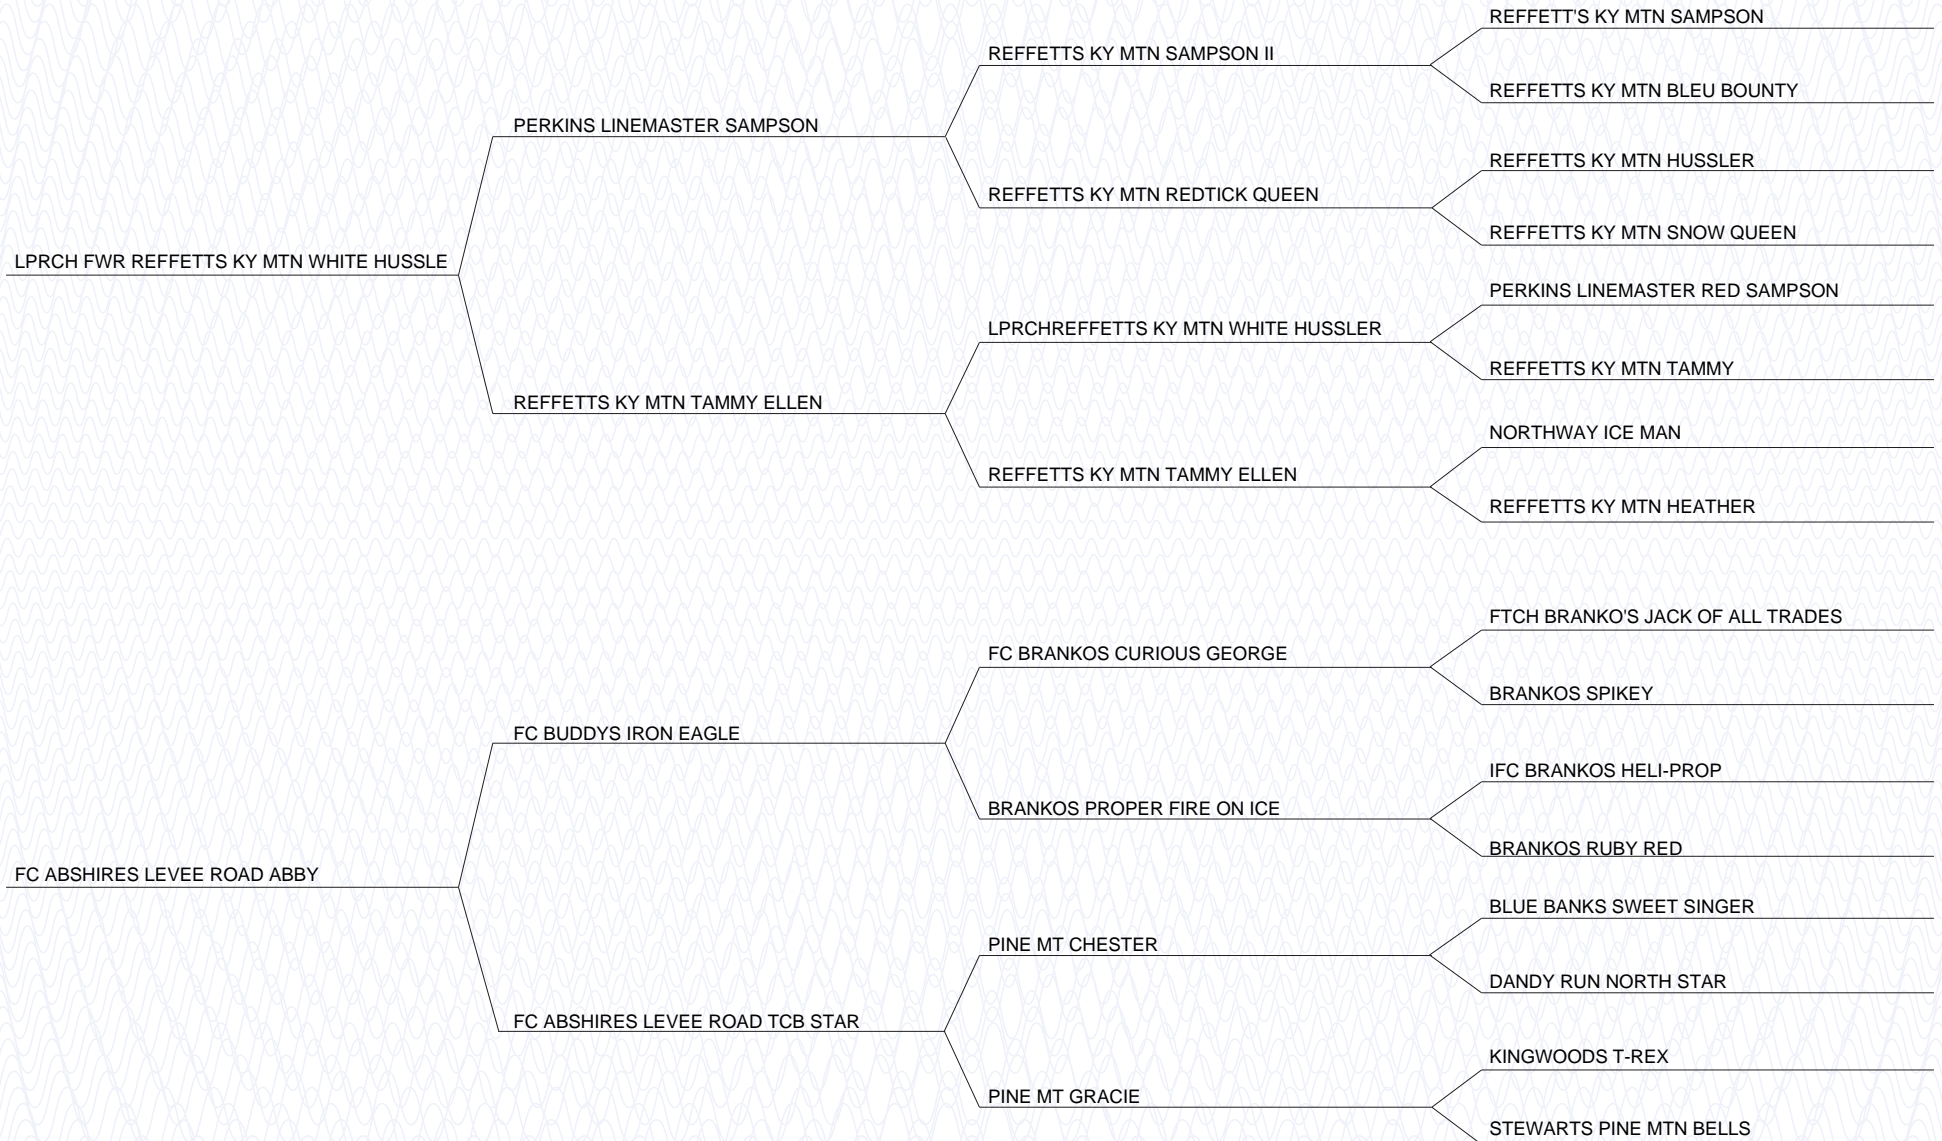 REFFETT'S KY MTN SAMPSON
REFFETTS KY MTN SAMPSON II
REFFETTS KY MTN BLEU BOUNTY
PERKINS LINEMASTER SAMPSON
REFFETTS KY MTN HUSSLER
REFFETTS KY MTN REDTICK QUEEN
REFFETTS KY MTN SNOW QUEEN
LPRCH FWR REFFETTS KY MTN WHITE HUSSLE
PERKINS LINEMASTER RED SAMPSON
LPRCHREFFETTS KY MTN WHITE HUSSLER
REFFETTS KY MTN TAMMY
REFFETTS KY MTN TAMMY ELLEN
NORTHWAY ICE MAN
REFFETTS KY MTN TAMMY ELLEN
REFFETTS KY MTN HEATHER
FTCH BRANKO'S JACK OF ALL TRADES
FC BRANKOS CURIOUS GEORGE
BRANKOS SPIKEY
FC BUDDYS IRON EAGLE
IFC BRANKOS HELI-PROP
BRANKOS PROPER FIRE ON ICE
BRANKOS RUBY RED
FC ABSHIRES LEVEE ROAD ABBY
BLUE BANKS SWEET SINGER
PINE MT CHESTER
DANDY RUN NORTH STAR
FC ABSHIRES LEVEE ROAD TCB STAR
KINGWOODS T-REX
PINE MT GRACIE
STEWARTS PINE MTN BELLS